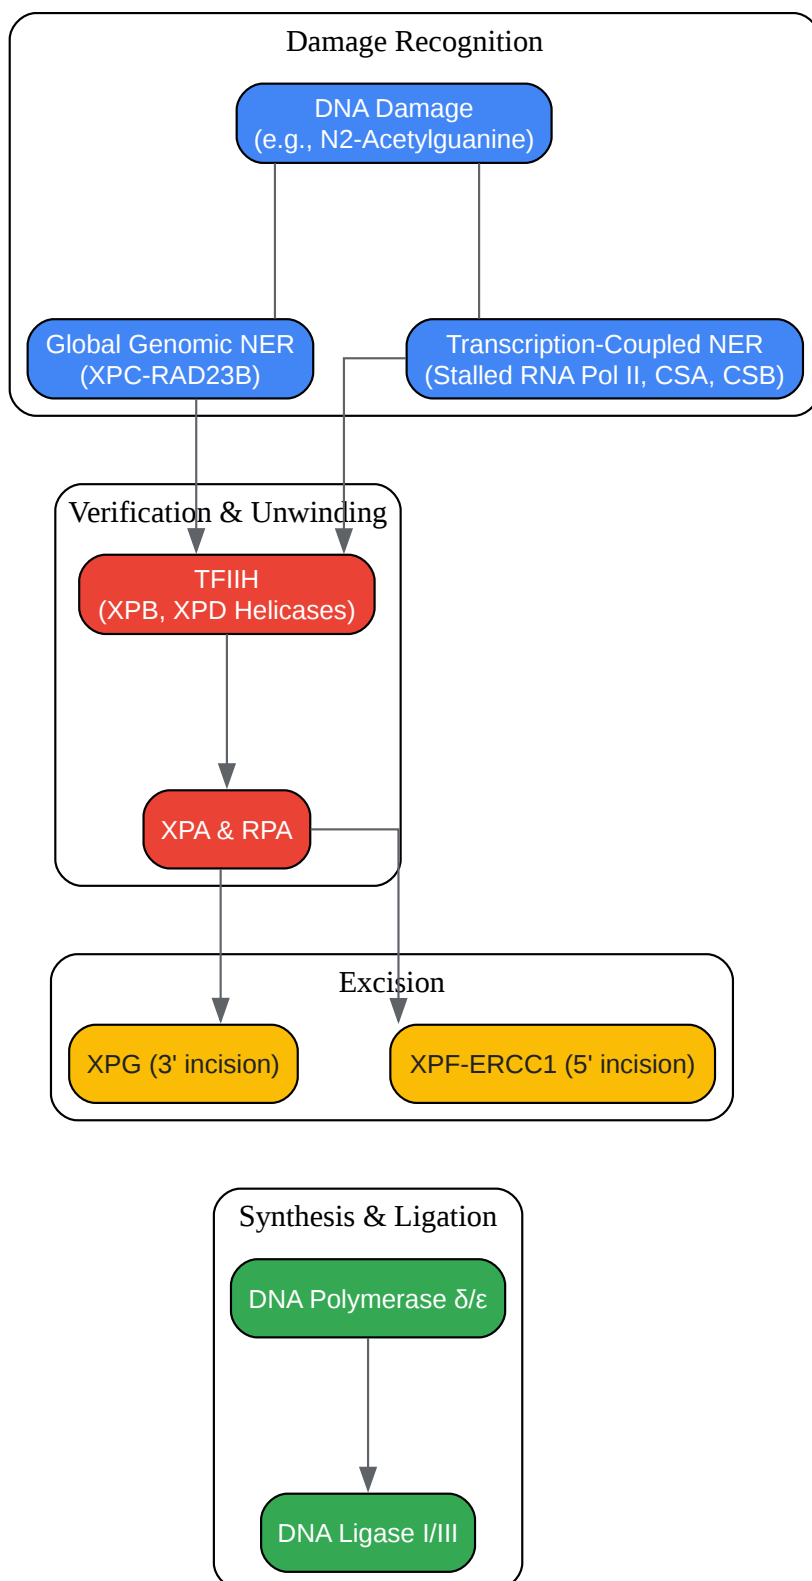 Damage Recognition
DNA Damage
(e.g., N2-Acetylguanine)
Global Genomic NER
(XPC-RAD23B)
Transcription-Coupled NER
(Stalled RNA Pol II, CSA, CSB)
Verification & Unwinding
TFIIH
(XPB, XPD Helicases)
XPA & RPA
Excision
XPG (3' incision)
XPF-ERCC1 (5' incision)
Synthesis & Ligation
DNA Polymerase δ/ε
DNA Ligase I/III